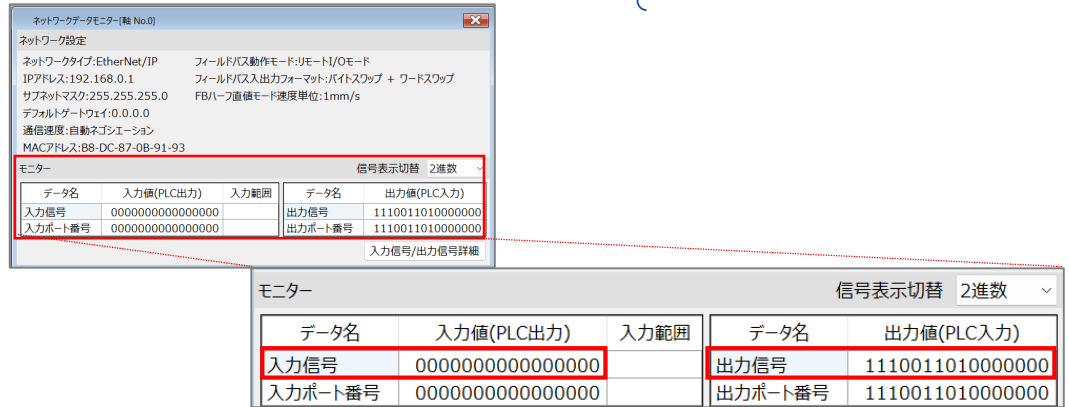 ネットワークデータモニター[軸 No.0]
ネットワーク設定
ネットワークタイプ:EtherNet/IP フィールドバス動作モード:リモートI/Oモード
IPアドレス:192.168.0.1 フィールドバス入出力フォーマット:バイトスワップ + ワードスワップ
サブネットマスク:255.255.255.0 FBハーフ直値モード速度単位:1mm/s
デフォルトゲートウェイ:0.0.0.0
通信速度:自動ネゴシエーション
MACアドレス:B8-DC-87-0B-91-93
モニター 信号表示切替 2進数
データ名 入力値(PLC出力) 入力範囲 データ名 出力値(PLC入力)
入力信号 0000000000000000 出力信号 1110011010000000
入力ポート番号 0000000000000000 出力ポート番号 1110011010000000
入力信号/出力信号詳細
モニター 信号表示切替 2進数
データ名 入力値(PLC出力) 入力範囲 データ名 出力値(PLC入力)
入力信号 0000000000000000 出力信号 1110011010000000
入力ポート番号 0000000000000000 出力ポート番号 1110011010000000